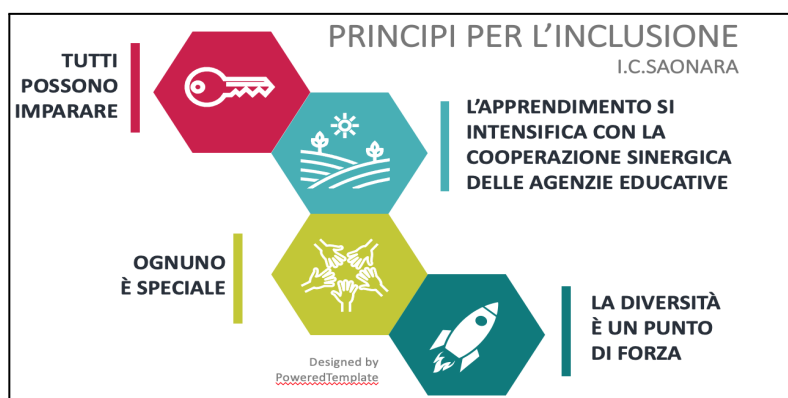 PRINCIPI PER L'INCLUSIONE
I.C.SAONARA
TUTTI
POSSONO
IMPARARE
L'APPRENDIMENTO SI
INTENSIFICA CON LA
COOPERAZIONE SINERGICA
DELLE AGENZIE EDUCATIVE
OGNUNO
È SPECIALE
LA DIVERSITÀ
È UN PUNTO
DI FORZA
Designed by
PoweredTemplate